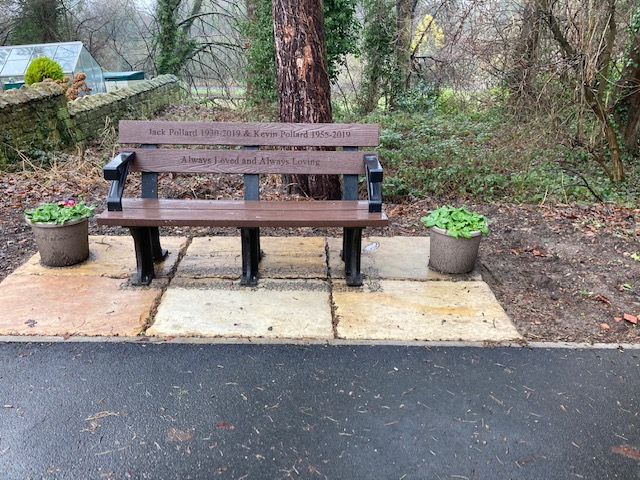 Jack Pollard 1930-2019 & Kevin Pollard 1955-2019
Always Loved and Always Loving